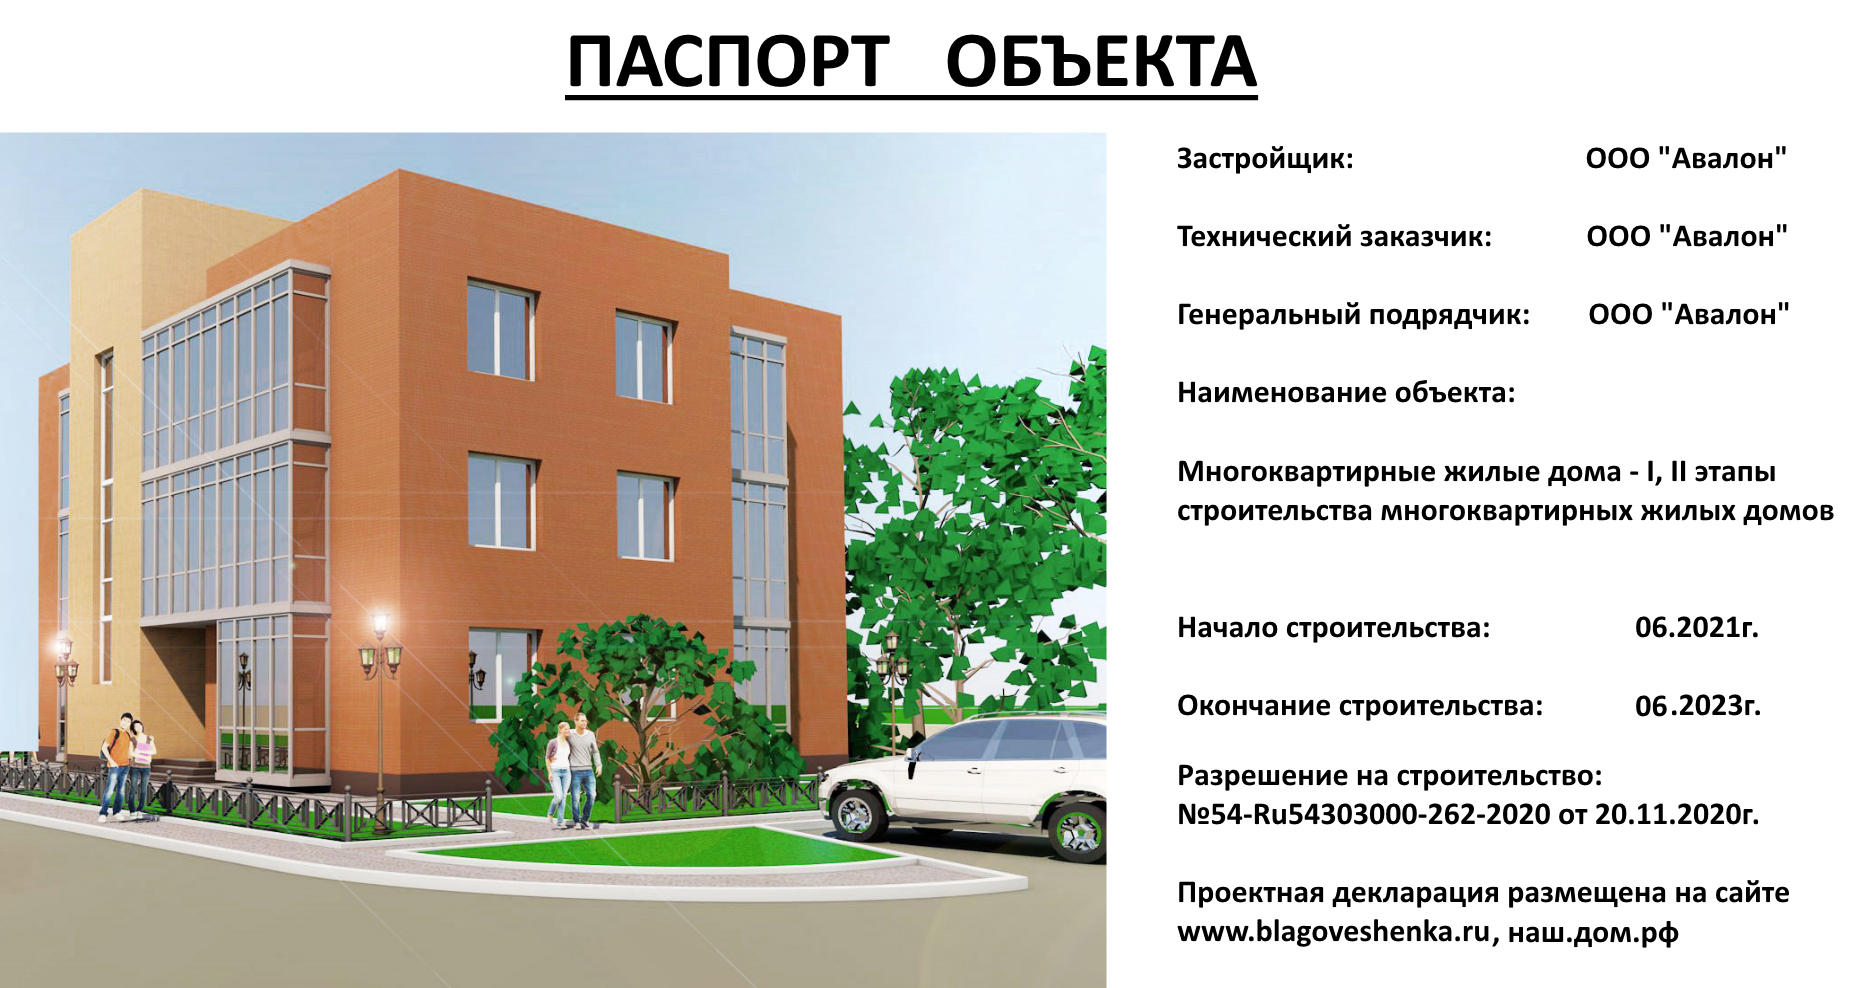 ПАСПОРТ ОБЪЕКТА
Застройщик: ООО "Авалон"
Технический заказчик: ООО "Авалон"
Генеральный подрядчик: ООО "Авалон"
Наименование объекта:
Многоквартирные жилые дома - I, II этапы
строительства многоквартирных жилых домов
Начало строительства: 06.2021г.
Окончание строительства: 06.2023г.
Разрешение на строительство:
№54-Ru54303000-262-2020 от 20.11.2020г.
Проектная декларация размещена на сайте
www.blagoveshenka.ru, наш.дом.рф